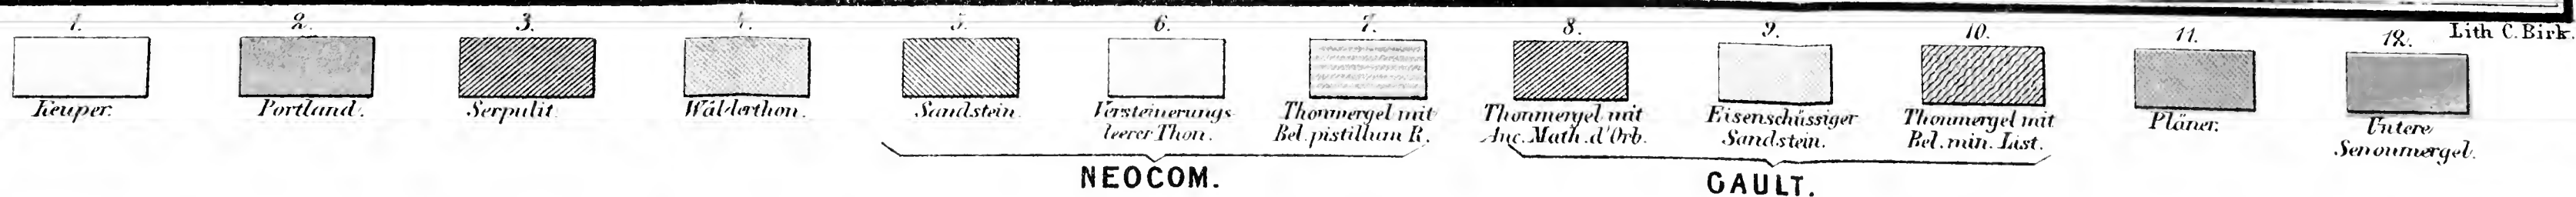 1. 2. 3. 4. 5. 6. 7. 8. 9. 10. 11. 12.
Lith C. Birk.
Keuper.
Portland.
Serpulit
Wälderthon.
Sandstein
Versteinerungs-
leerer Thon.
Thonmergel mit
Bel. pistillum R.
Thonmergel mit
Anc. Math. d'Orb.
Eisenschüssiger
Sandstein.
Thonmergel mit
Bel. min. List.
Pläner.
Untere
Senonmergel.
NEOCOM.
GAULT.